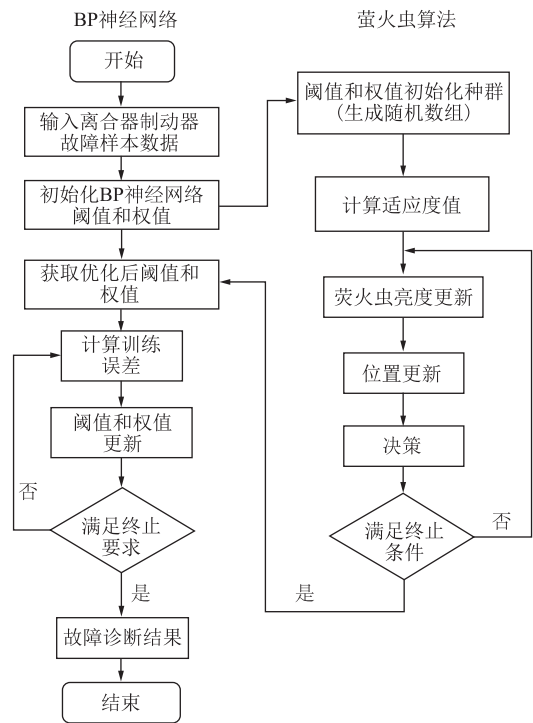 BP神经网络
开始
输入离合器制动器
故障样本数据
初始化BP神经网络
阈值和权值
获取优化后阈值和
权值
计算训练
误差
阈值和权值
更新
否
满足终止
要求
是
故障诊断结果
结束
萤火虫算法
阈值和权值初始化种群
(生成随机数组)
计算适应度值
荧火虫亮度更新
位置更新
决策
满足终止
条件
否
是